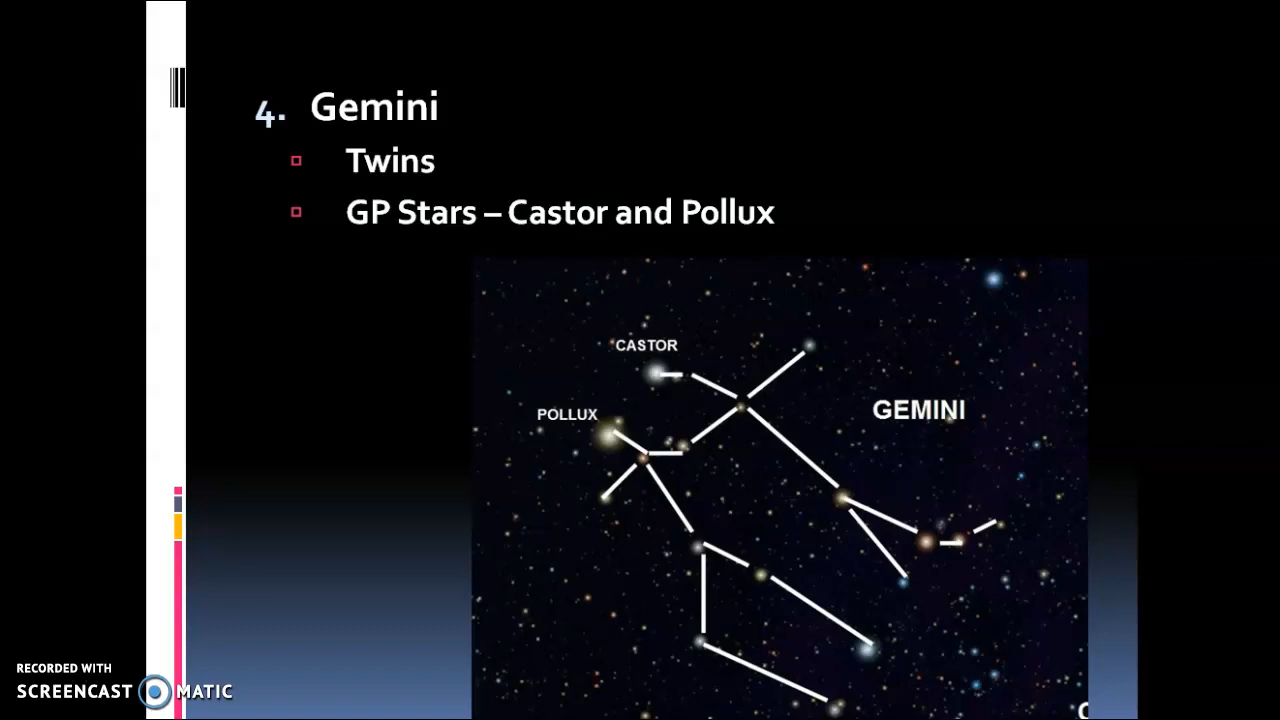 4. Gemini
Twins
GP Stars – Castor and Pollux
CASTOR
POLLUX
GEMINI
RECORDED WITH
SCREENCAST MATIC